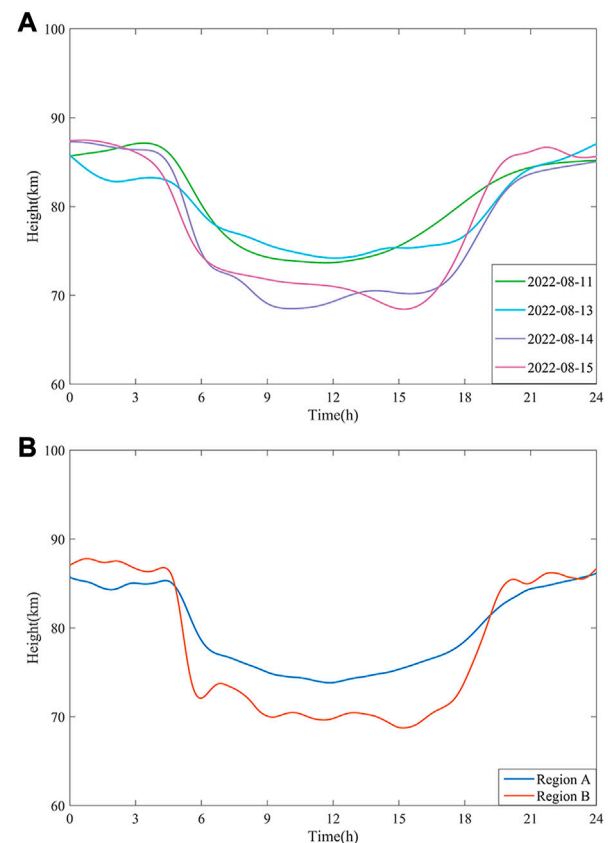 A
100
90
80
70
60
Height(km)
0 3 6 9 12 15 18 21 24
Time(h)
2022-08-11
2022-08-13
2022-08-14
2022-08-15
B
100
90
80
70
60
Height(km)
0 3 6 9 12 15 18 21 24
Time(h)
Region A
Region B